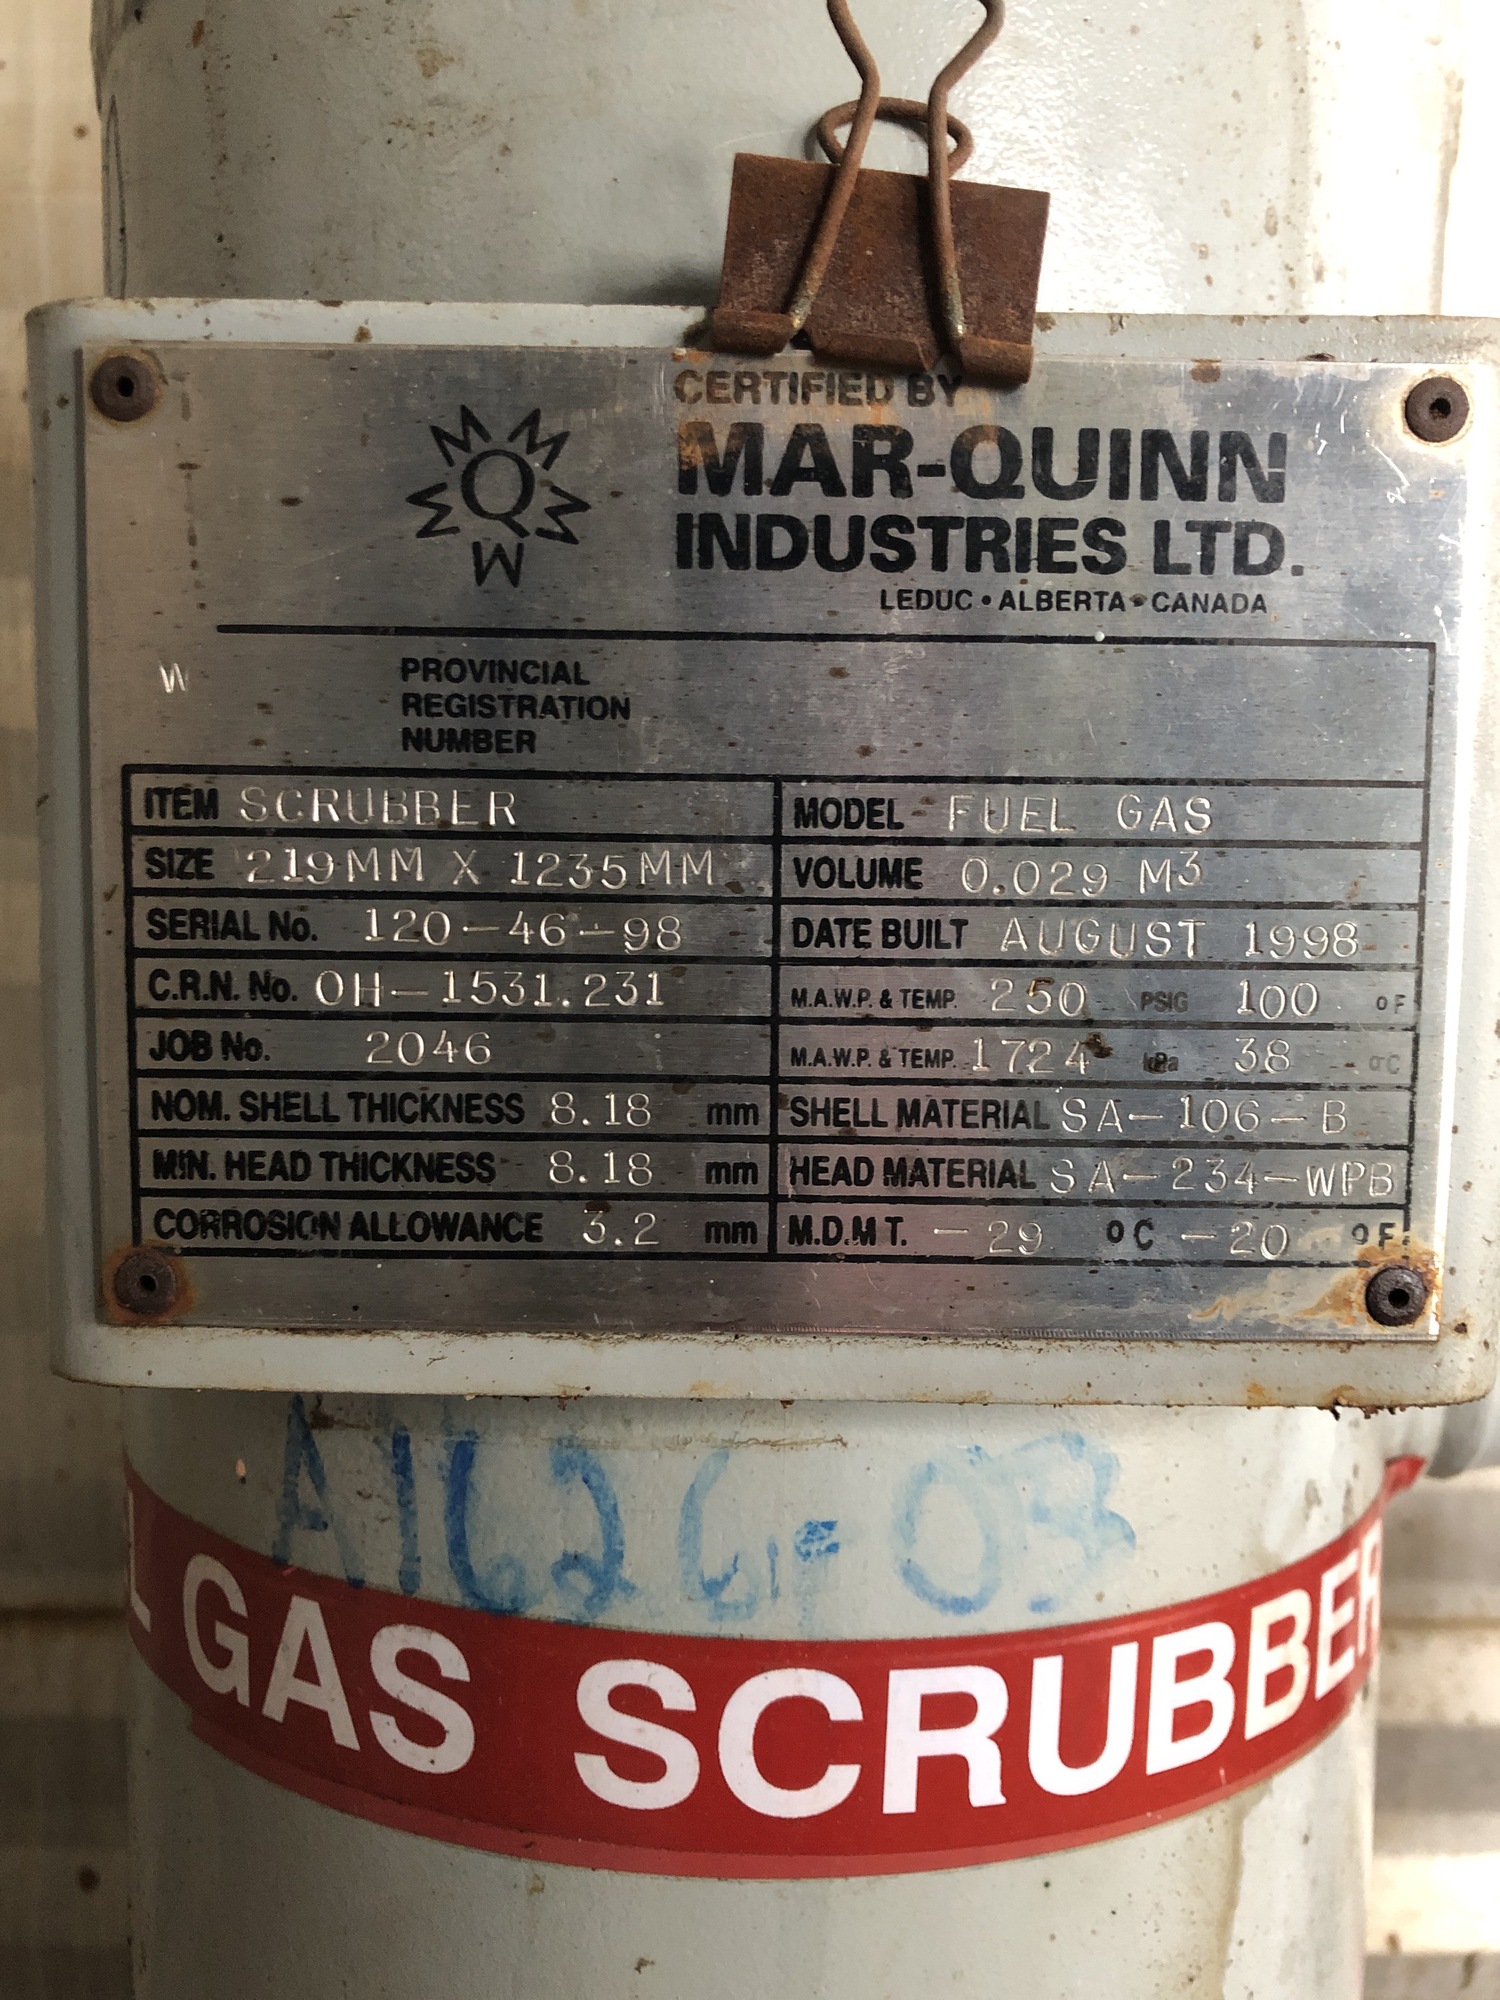 CERTIFIED BY
MAR-QUINN
INDUSTRIES LTD.
LEDUC • ALBERTA • CANADA
Q
W
PROVINCIAL
REGISTRATION
NUMBER
ITEM SCRUBBER
MODEL FUEL GAS
SIZE 219MM X 1235MM
VOLUME 0.029 M3
SERIAL No. 120-46-98
DATE BUILT AUGUST 1998
C.R.N. No. OH-1531.231
M.A.W.P. & TEMP. 250 PSIG 100 °F
JOB No. 2046
M.A.W.P. & TEMP. 1724 kPa 38 °C
NOM. SHELL THICKNESS 8.18 mm
SHELL MATERIAL SA-106-B
MIN. HEAD THICKNESS 8.18 mm
HEAD MATERIAL SA-234-WPB
CORROSION ALLOWANCE 3.2 mm
M.D.M.T. -29 °C -20 °F
A1626-03
L GAS SCRUBBER